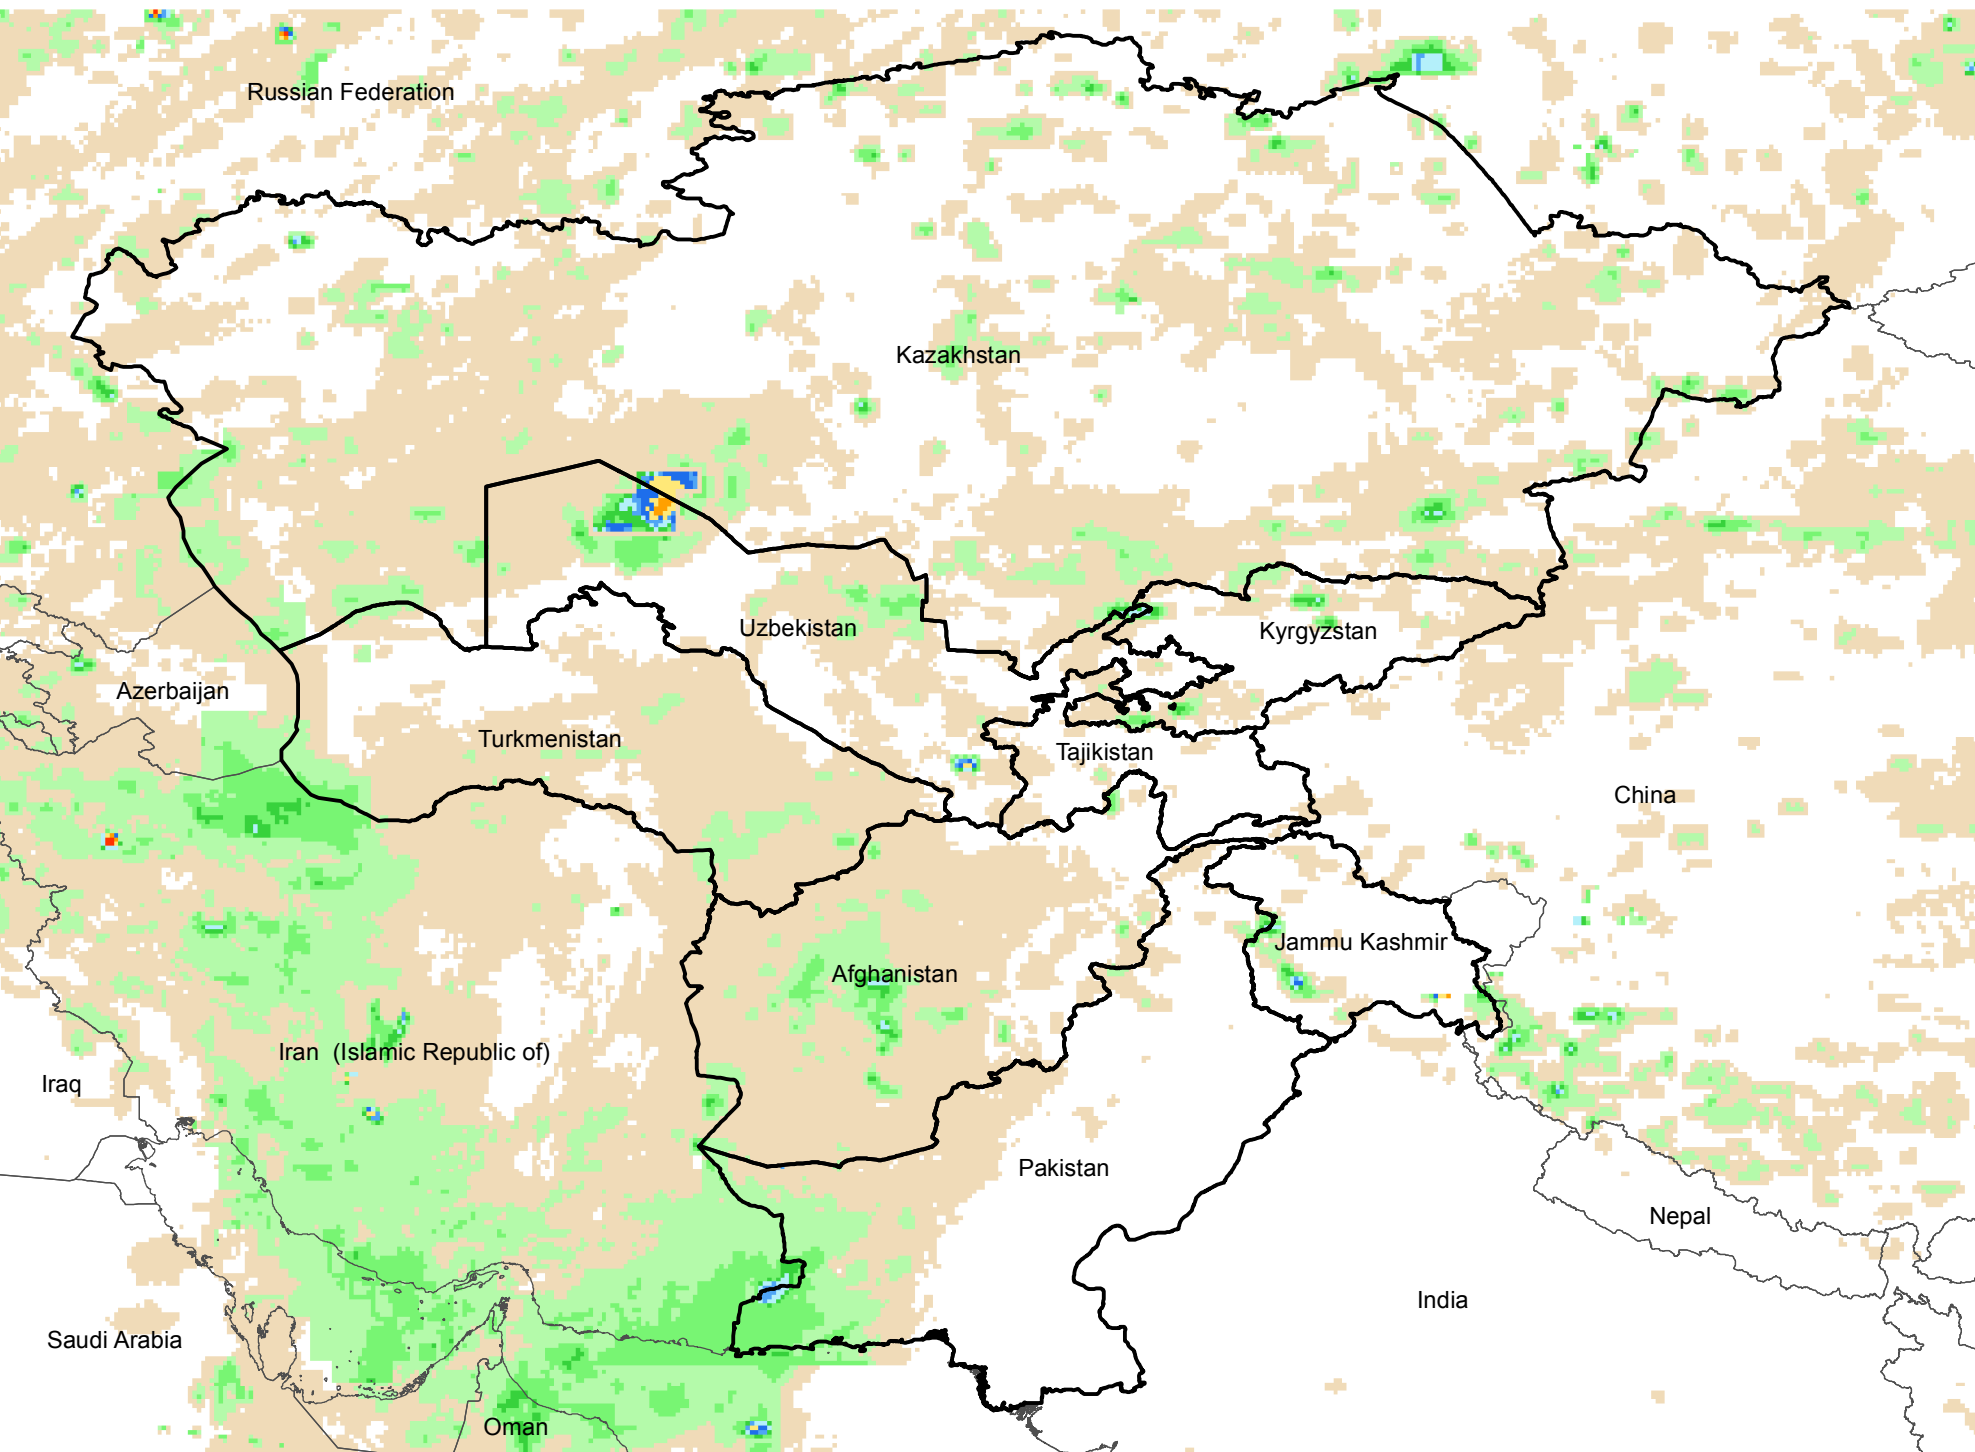 Russian Federation
Kazakhstan
Uzbekistan
Kyrgyzstan
Azerbaijan
Turkmenistan
Tajikistan
China
Jammu Kashmir
Afghanistan
Iran  (Islamic Republic of)
Iraq
Pakistan
Nepal
India
Saudi Arabia
Oman